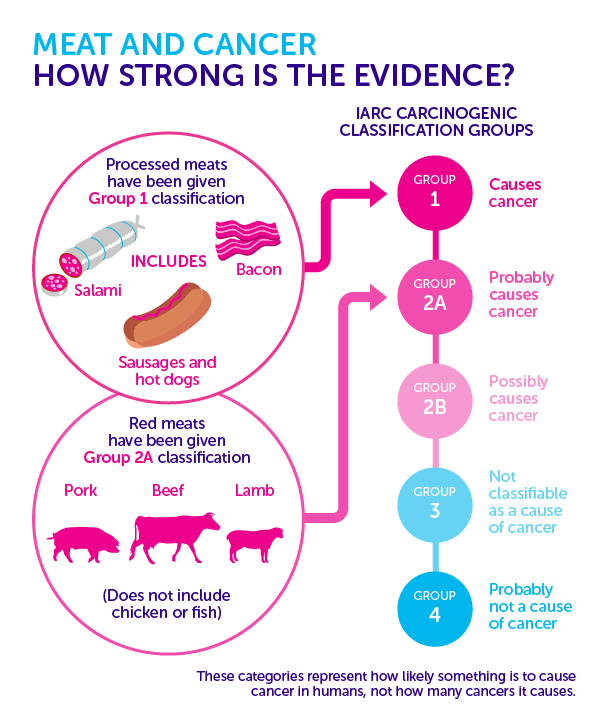 MEAT AND CANCER
HOW STRONG IS THE EVIDENCE?
IARC CARCINOGENIC
CLASSIFICATION GROUPS
Processed meats
have been given
Group 1 classification
INCLUDES
Salami
Bacon
Sausages and
hot dogs
Red meats
have been given
Group 2A classification
Pork
Beef
Lamb
(Does not include
chicken or fish)
GROUP
1
Causes
cancer
GROUP
2A
Probably
causes
cancer
GROUP
2B
Possibly
causes
cancer
GROUP
3
Not
classifiable
as a cause
of cancer
GROUP
4
Probably
not a cause
of cancer
These categories represent how likely something is to cause
cancer in humans, not how many cancers it causes.